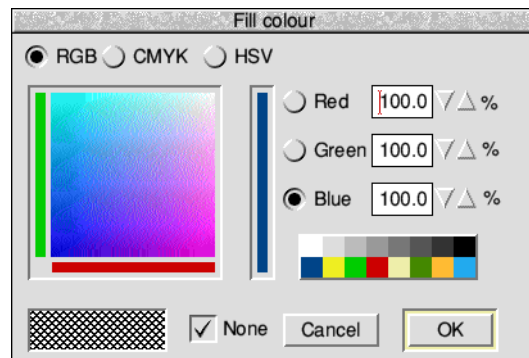 Fill colour
RGB CMYK HSV
Red 100.0 %
Green 100.0 %
Blue 100.0 %
None Cancel OK